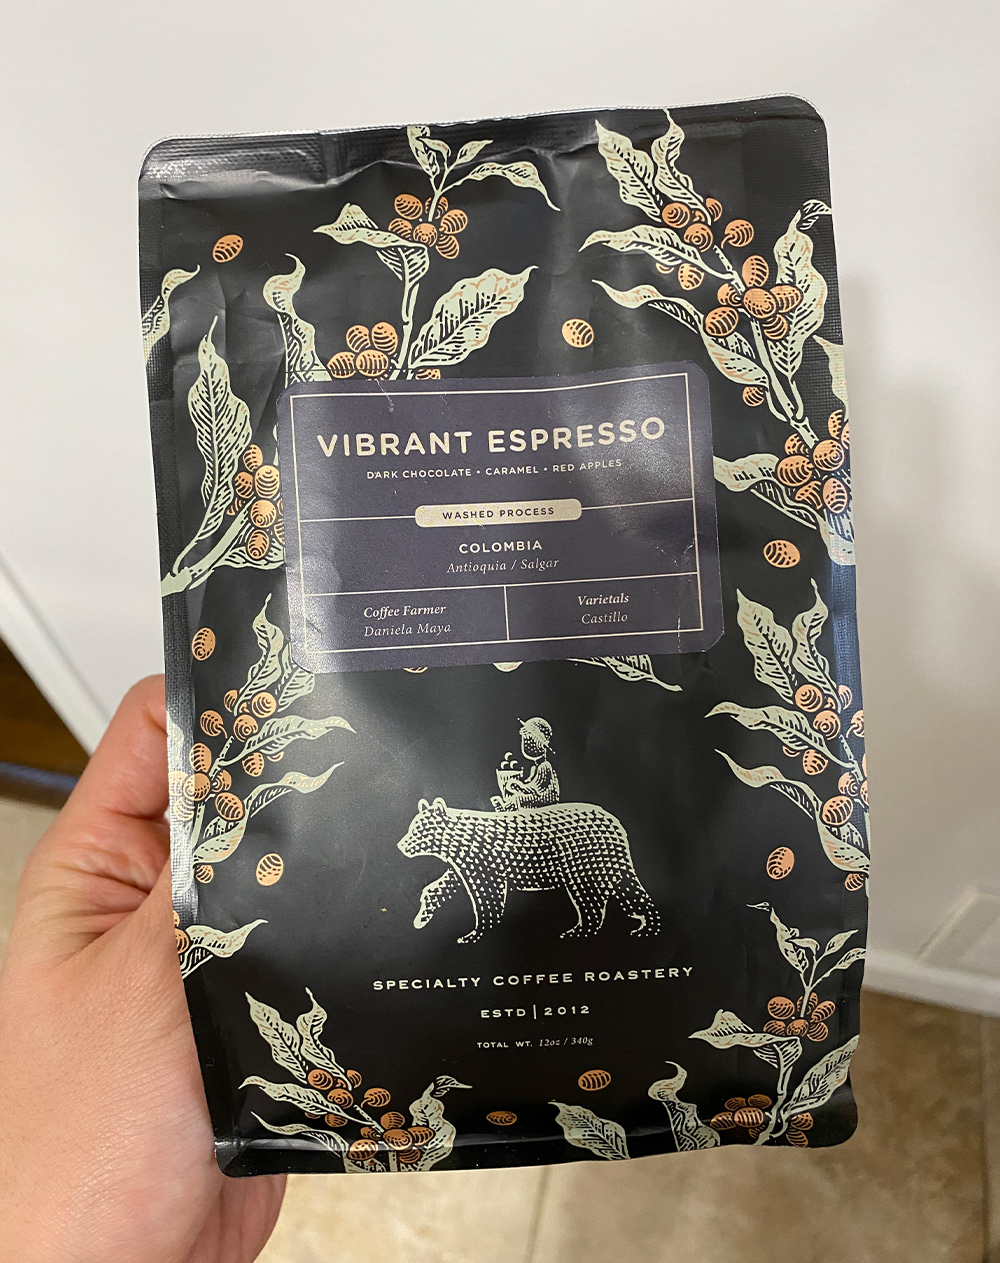 VIBRANT ESPRESSO
DARK CHOCOLATE • CARAMEL • RED APPLES
WASHED PROCESS
COLOMBIA
Antioquia / Salgar
Coffee Farmer
Daniela Maya
Varietals
Castillo
SPECIALTY COFFEE ROASTERY
ESTD | 2012
TOTAL WT. 12oz / 340g